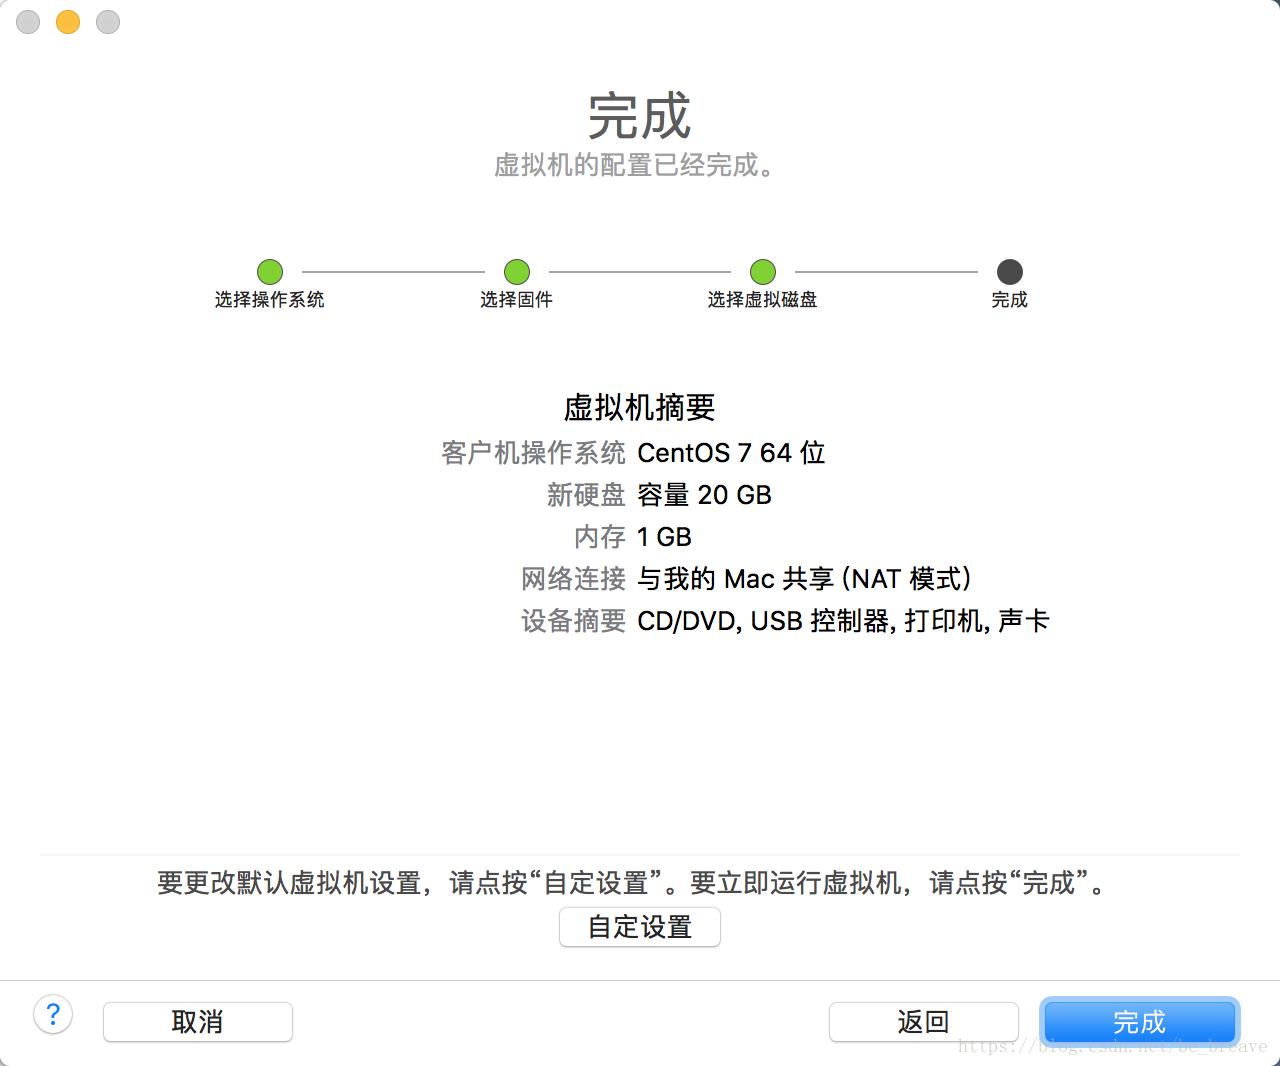 完成
虚拟机的配置已经完成。
选择操作系统
选择固件
选择虚拟磁盘
完成
虚拟机摘要
客户机操作系统 CentOS 7 64 位
新硬盘 容量 20 GB
内存 1 GB
网络连接 与我的 Mac 共享 (NAT 模式)
设备摘要 CD/DVD, USB 控制器, 打印机, 声卡
要更改默认虚拟机设置，请点按“自定设置”。要立即运行虚拟机，请点按“完成”。
自定设置
?
取消
返回
完成
https://blog.csdn.net/bc_breave